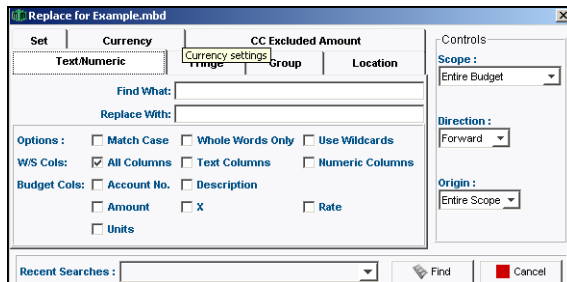 Replace for Example.mbd
Set Currency CC Excluded Amount
Currency settings
Text/Numeric Fringe Group Location
Find What:
Replace With:
Options : Match Case Whole Words Only Use Wildcards
W/S Cols: All Columns Text Columns Numeric Columns
Budget Cols: Account No. Description
Amount X Rate
Units
Controls
Scope :
Entire Budget
Direction :
Forward
Origin :
Entire Scope
Recent Searches : Find Cancel